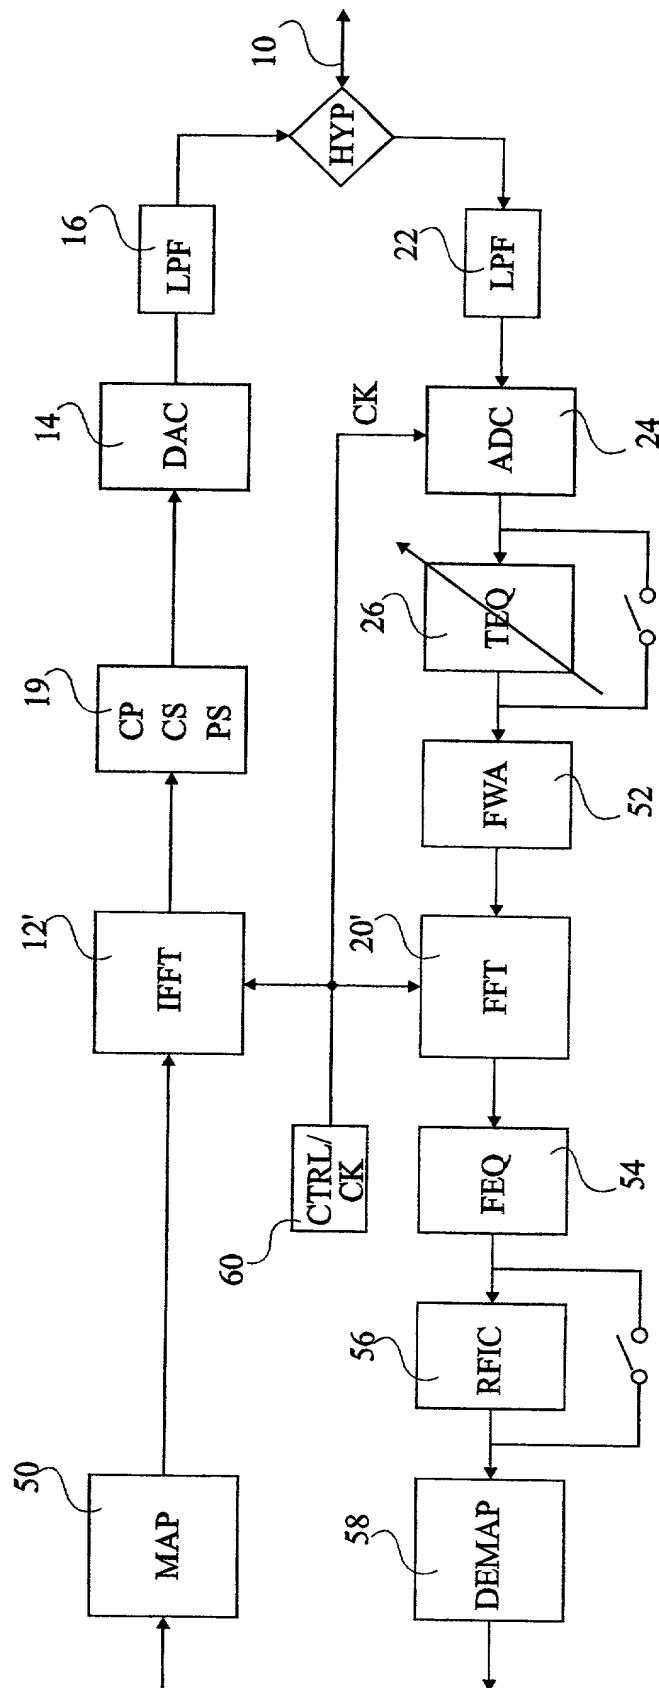 50
MAP
12'
IFFT
19
CP
CS
PS
14
DAC
16
LPF
10
HYP
60
CTRL/
CK
CK
58
DEMAP
56
RFIC
FEQ
54
20'
FFT
FWA
52
26
TEQ
ADC
24
22
LPF